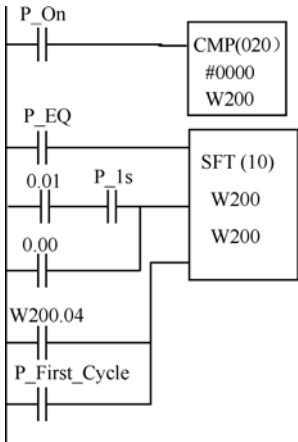 P_On
CMP(020)
#0000
W200
P_EQ
SFT (10)
0.01
P_1s
W200
W200
0.00
W200.04
P_First_Cycle